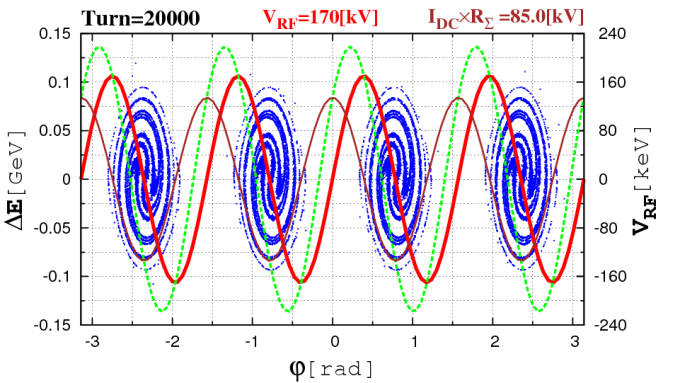 Turn=20000 V_RF=170[kV] I_DC×R_Σ =85.0[kV]
0.15 240
0.1 160
0.05 80
0 0
-0.05 -80
-0.1 -160
-0.15 -240
ΔE[GeV]
V_RF[keV]
-3 -2 -1 0 1 2 3
φ[rad]